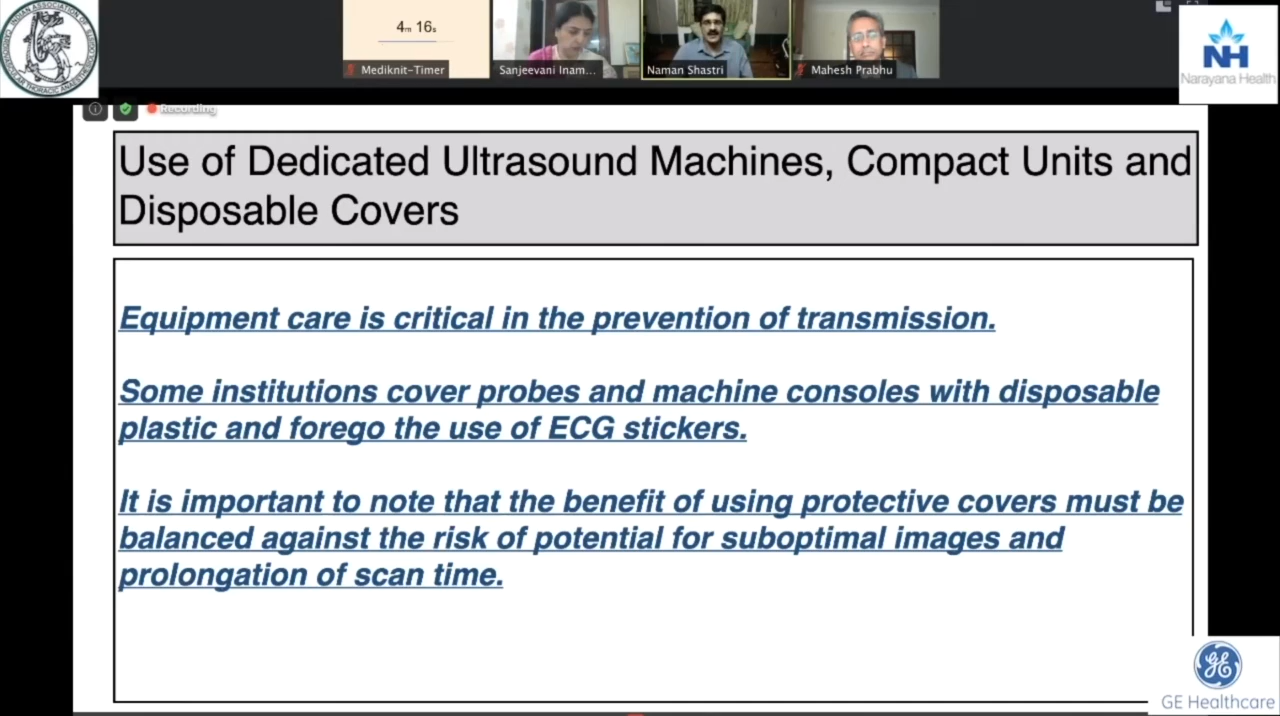 4m 16s
Mediknit-Timer
Sanjeevani Inam...
Naman Shastri
Mahesh Prabhu
NH
Narayana Health
Recording
Use of Dedicated Ultrasound Machines, Compact Units and
Disposable Covers
Equipment care is critical in the prevention of transmission.
Some institutions cover probes and machine consoles with disposable
plastic and forego the use of ECG stickers.
It is important to note that the benefit of using protective covers must be
balanced against the risk of potential for suboptimal images and
prolongation of scan time.
GE Healthcare